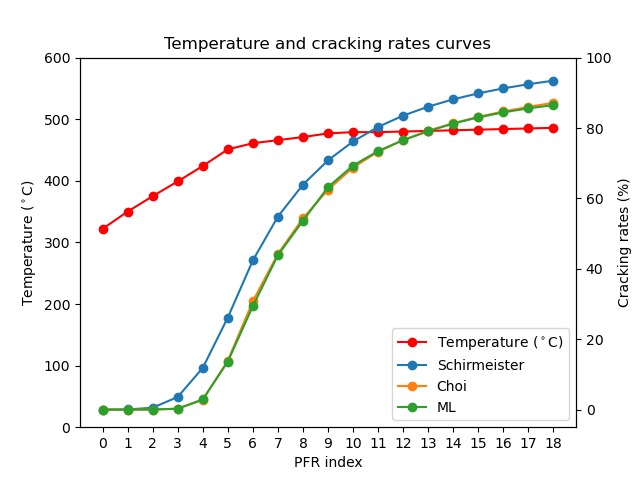 Temperature and cracking rates curves
600
500
400
300
200
100
0
Temperature (°C)
100
80
60
40
20
0
Cracking rates (%)
Temperature (°C)
Schirmeister
Choi
ML
0 1 2 3 4 5 6 7 8 9 10 11 12 13 14 15 16 17 18
PFR index